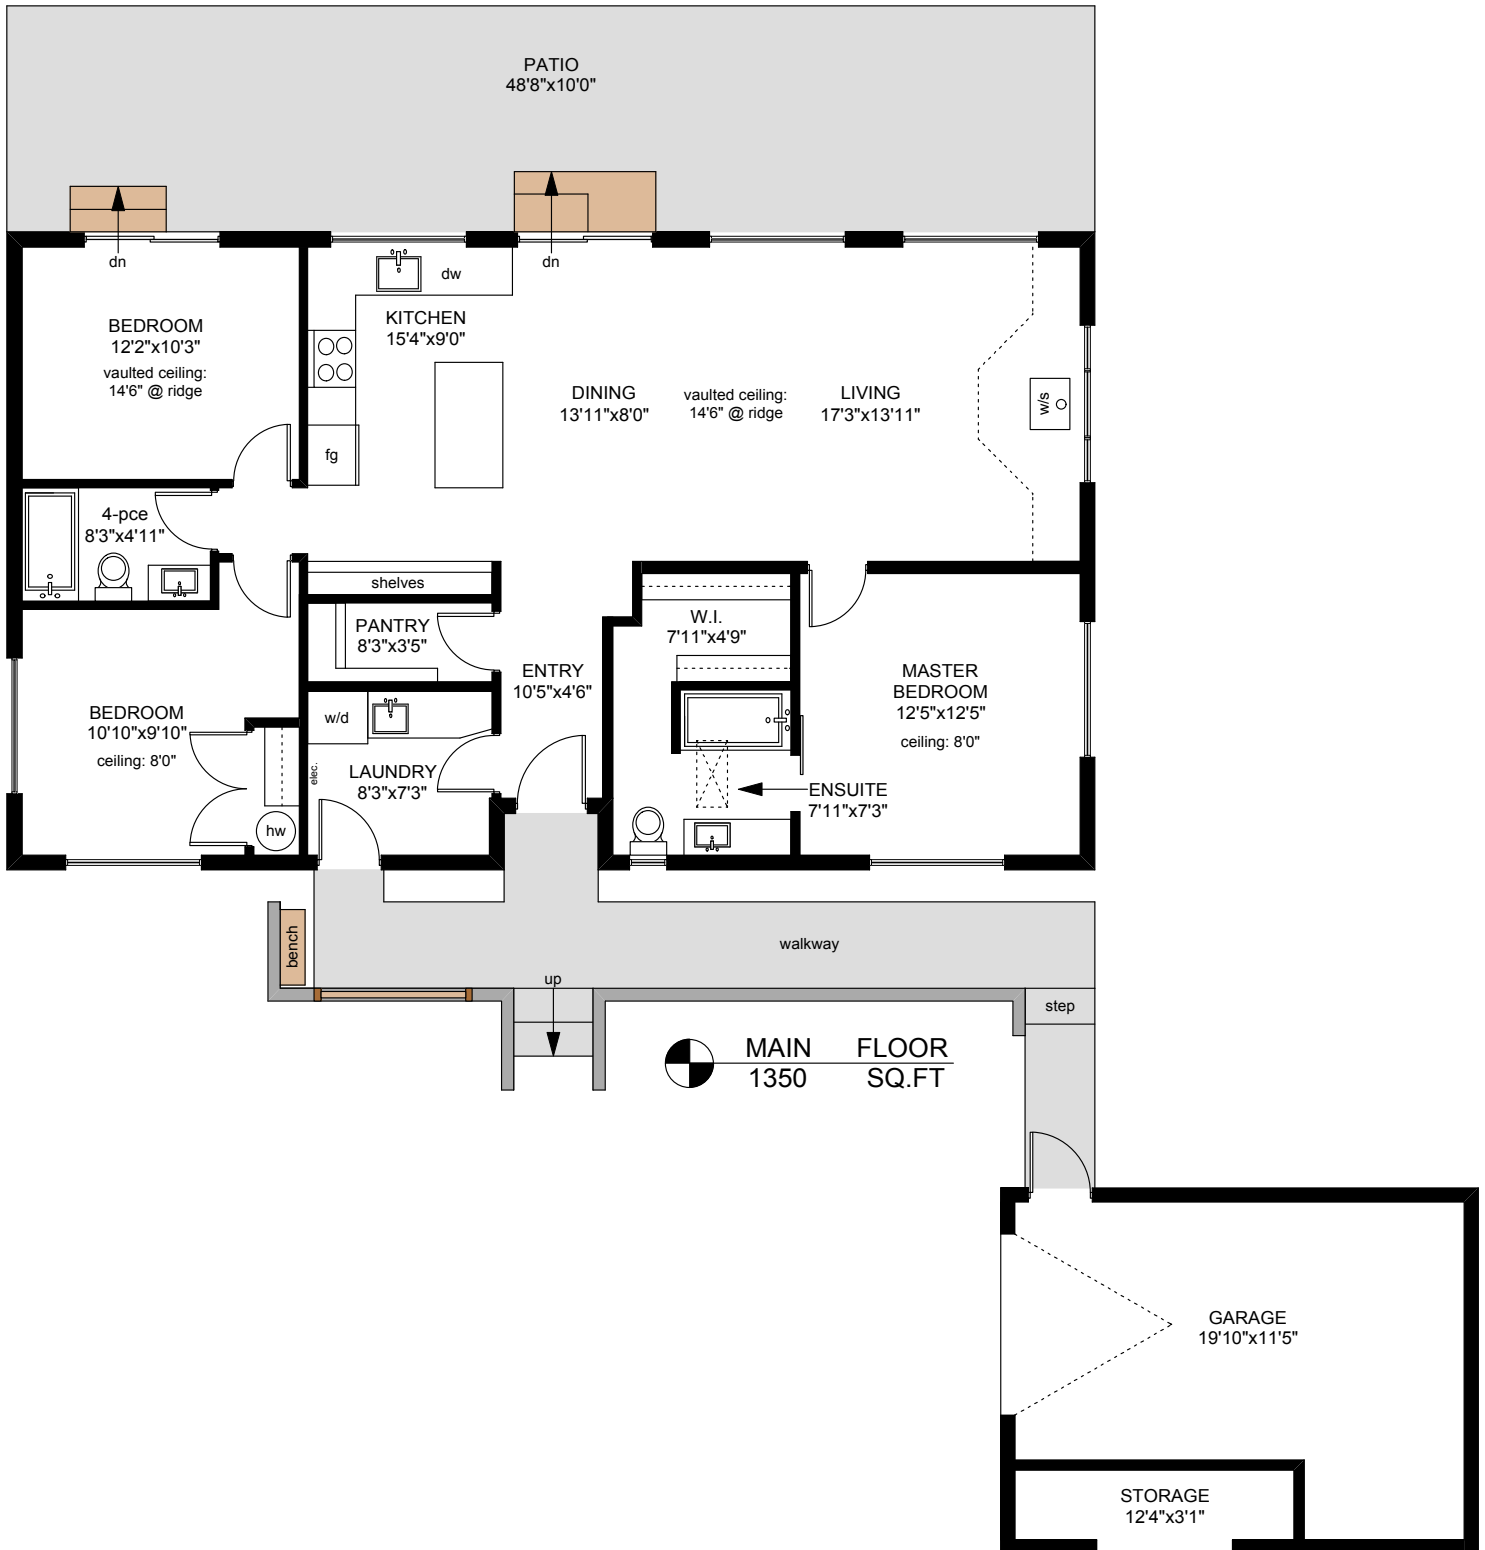 PATIO
48'8"x10'0"
dn
dn
dw
BEDROOM
12'2"x10'3"
vaulted ceiling:
14'6" @ ridge
KITCHEN
15'4"x9'0"
DINING
13'11"x8'0"
vaulted ceiling:
14'6" @ ridge
LIVING
17'3"x13'11"
w/s
fg
4-pce
8'3"x4'11"
shelves
PANTRY
8'3"x3'5"
W.I.
7'11"x4'9"
ENTRY
10'5"x4'6"
MASTER
BEDROOM
12'5"x12'5"
ceiling: 8'0"
BEDROOM
10'10"x9'10"
ceiling: 8'0"
w/d
elec.
LAUNDRY
8'3"x7'3"
ENSUITE
7'11"x7'3"
hw
bench
walkway
up
step
MAIN FLOOR
1350 SQ.FT
GARAGE
19'10"x11'5"
STORAGE
12'4"x3'1"